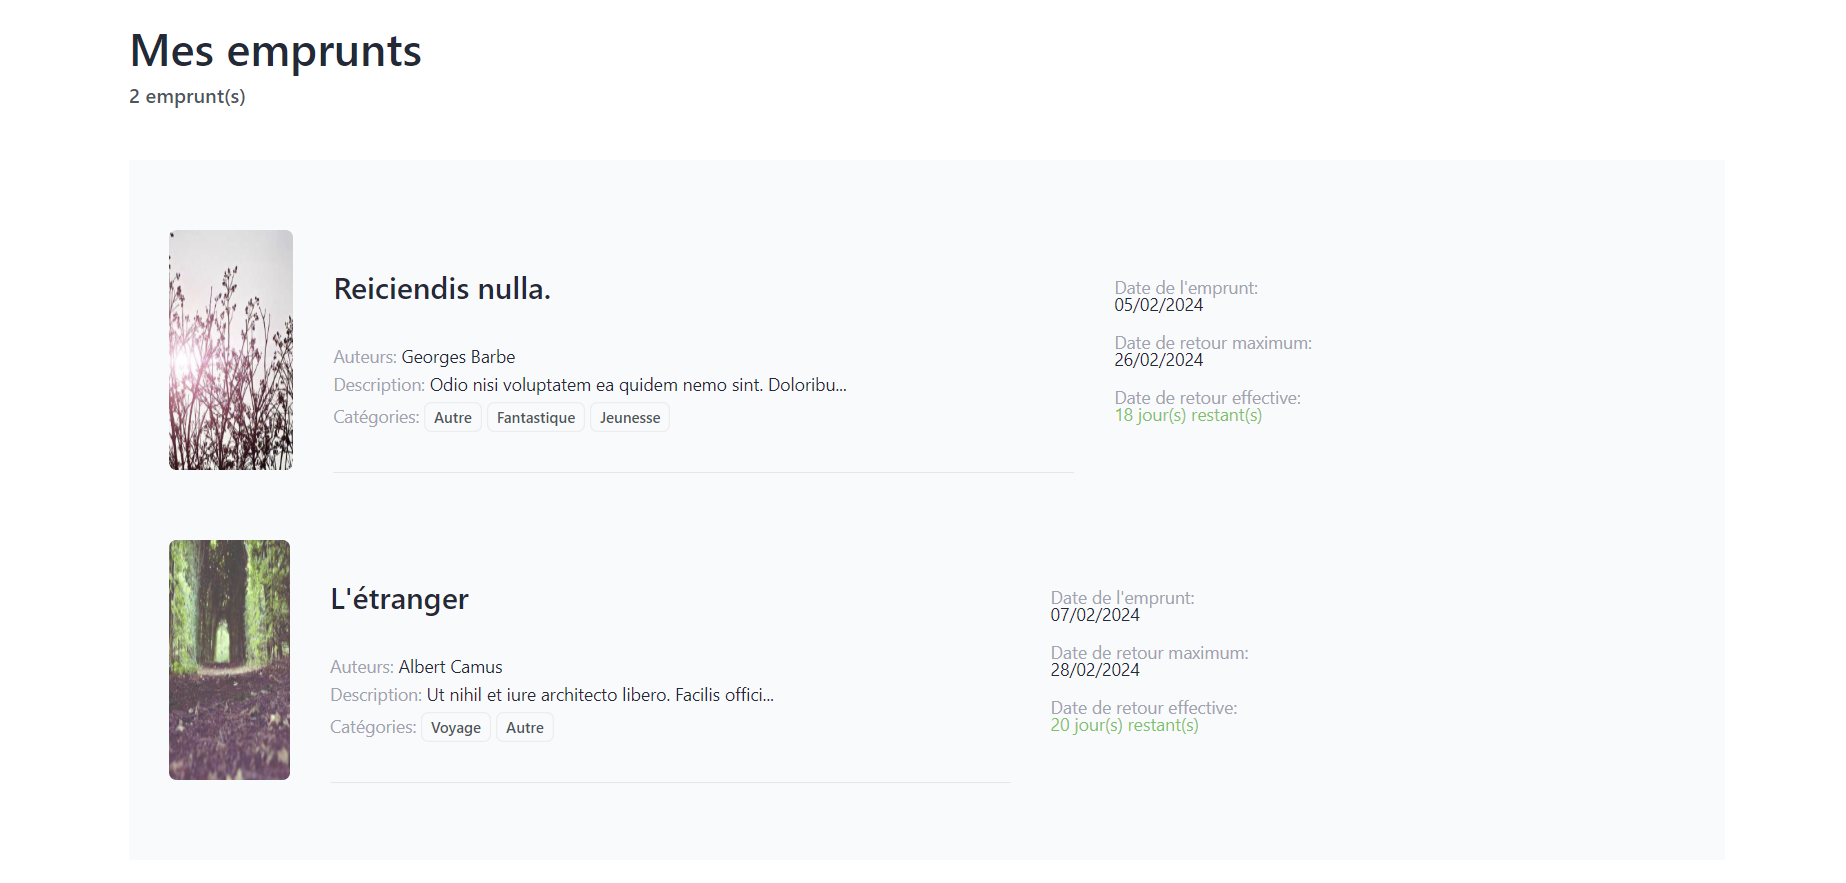 Mes emprunts
2 emprunt(s)
Reiciendis nulla.
Auteurs: Georges Barbe
Description: Odio nisi voluptatem ea quidem nemo sint. Doloribu...
Catégories: Autre Fantastique Jeunesse
Date de l'emprunt:
05/02/2024
Date de retour maximum:
26/02/2024
Date de retour effective:
18 jour(s) restant(s)
L'étranger
Auteurs: Albert Camus
Description: Ut nihil et iure architecto libero. Facilis offici...
Catégories: Voyage Autre
Date de l'emprunt:
07/02/2024
Date de retour maximum:
28/02/2024
Date de retour effective:
20 jour(s) restant(s)